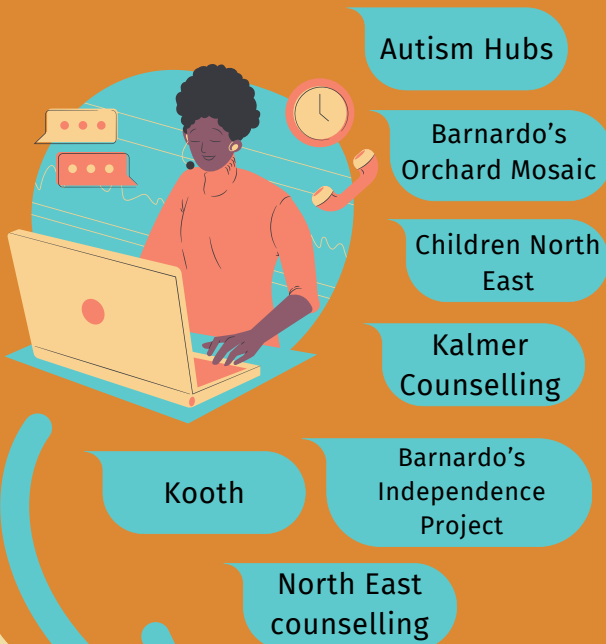 Autism Hubs
Barnardo’s
Orchard Mosaic
Children North
East
Kalmer
Counselling
Kooth
Barnardo’s
Independence
Project
North East
counselling